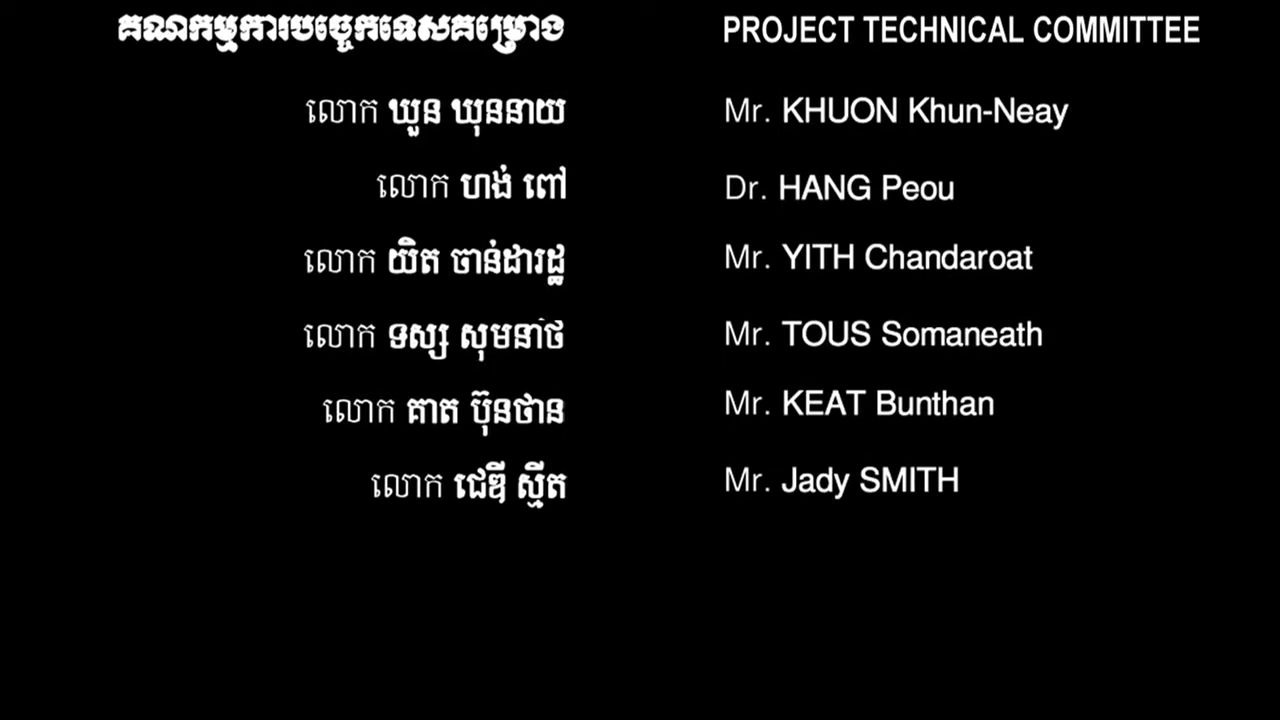 គណកម្មការបច្ចេកទេសគម្រោង PROJECT TECHNICAL COMMITTEE
លោក ឃួន ឃុននាយ Mr. KHUON Khun-Neay
លោក ហង់ ពៅ Dr. HANG Peou
លោក យិត ចាន់ដារដ្ឋ Mr. YITH Chandaroat
លោក ទស្ស សុមនា៎ថ Mr. TOUS Somaneath
លោក គាត ប៊ុនថាន Mr. KEAT Bunthan
លោក ជេឌី ស្មីត Mr. Jady SMITH